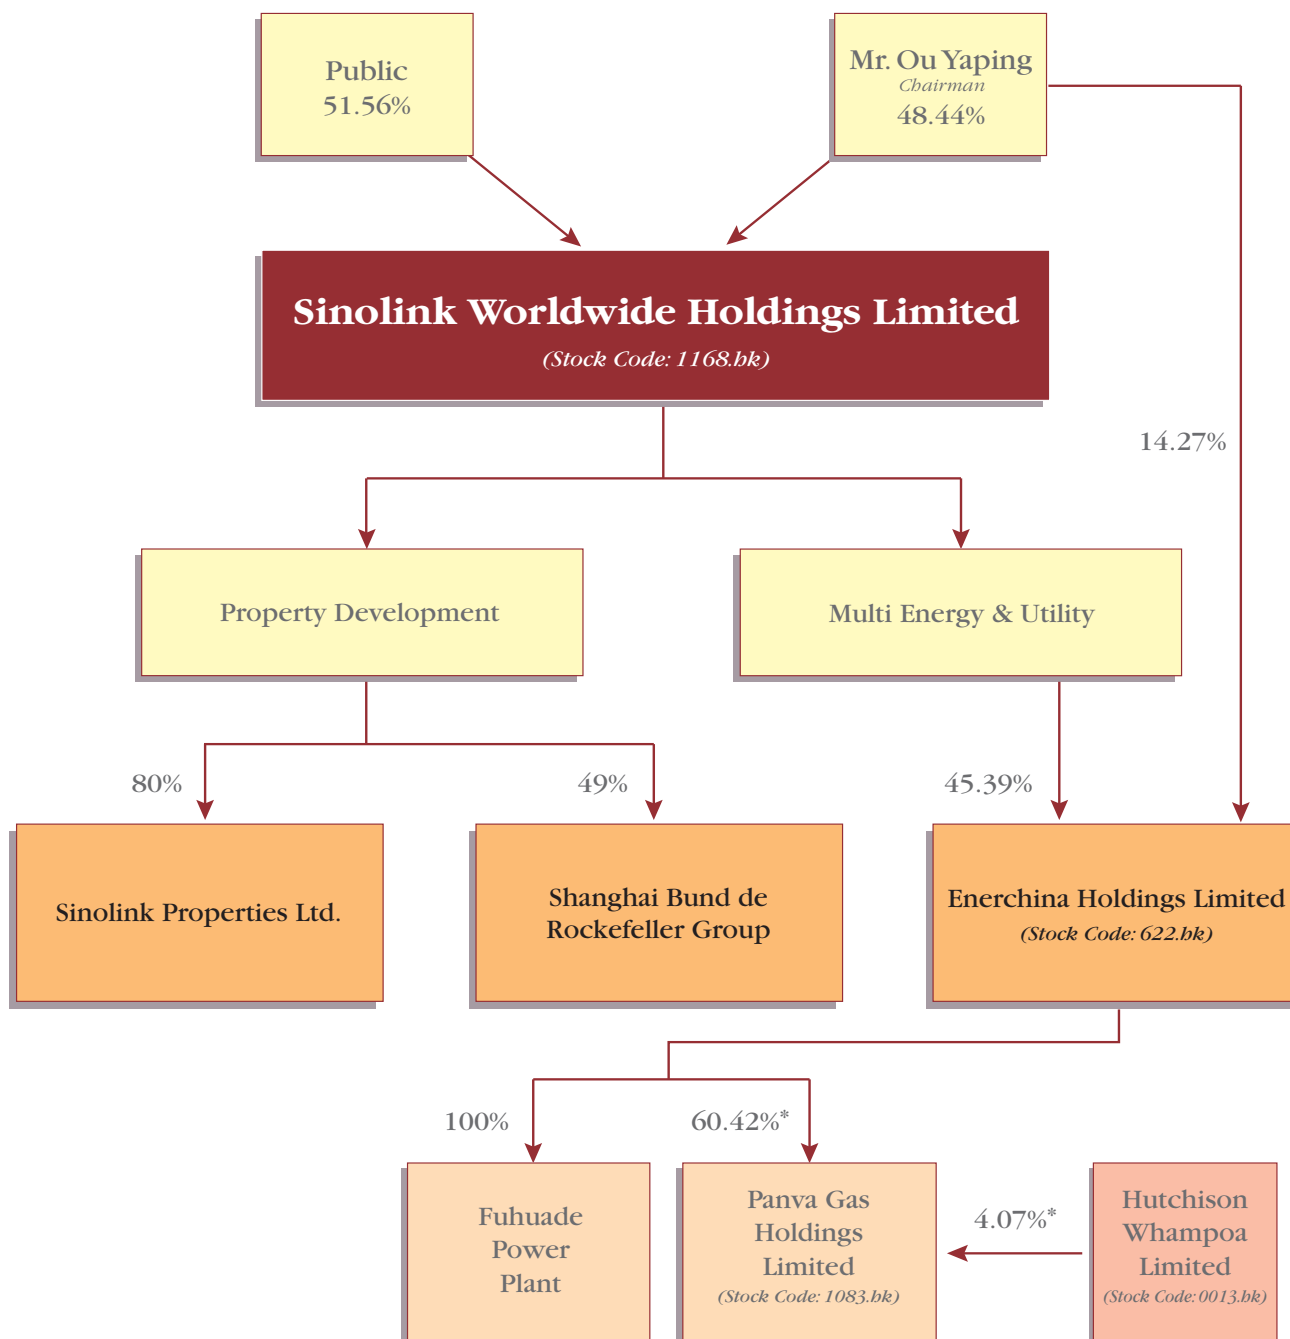 Public
51.56%
Mr. Ou Yaping
Chairman
48.44%
Sinolink Worldwide Holdings Limited
(Stock Code: 1168.hk)
14.27%
Property Development
Multi Energy & Utility
80%
49%
45.39%
Sinolink Properties Ltd.
Shanghai Bund de
Rockefeller Group
Enerchina Holdings Limited
(Stock Code: 622.hk)
100%
60.42%*
Fuhuade
Power
Plant
Panva Gas
Holdings
Limited
(Stock Code: 1083.hk)
4.07%*
Hutchison
Whampoa
Limited
(Stock Code: 0013.hk)